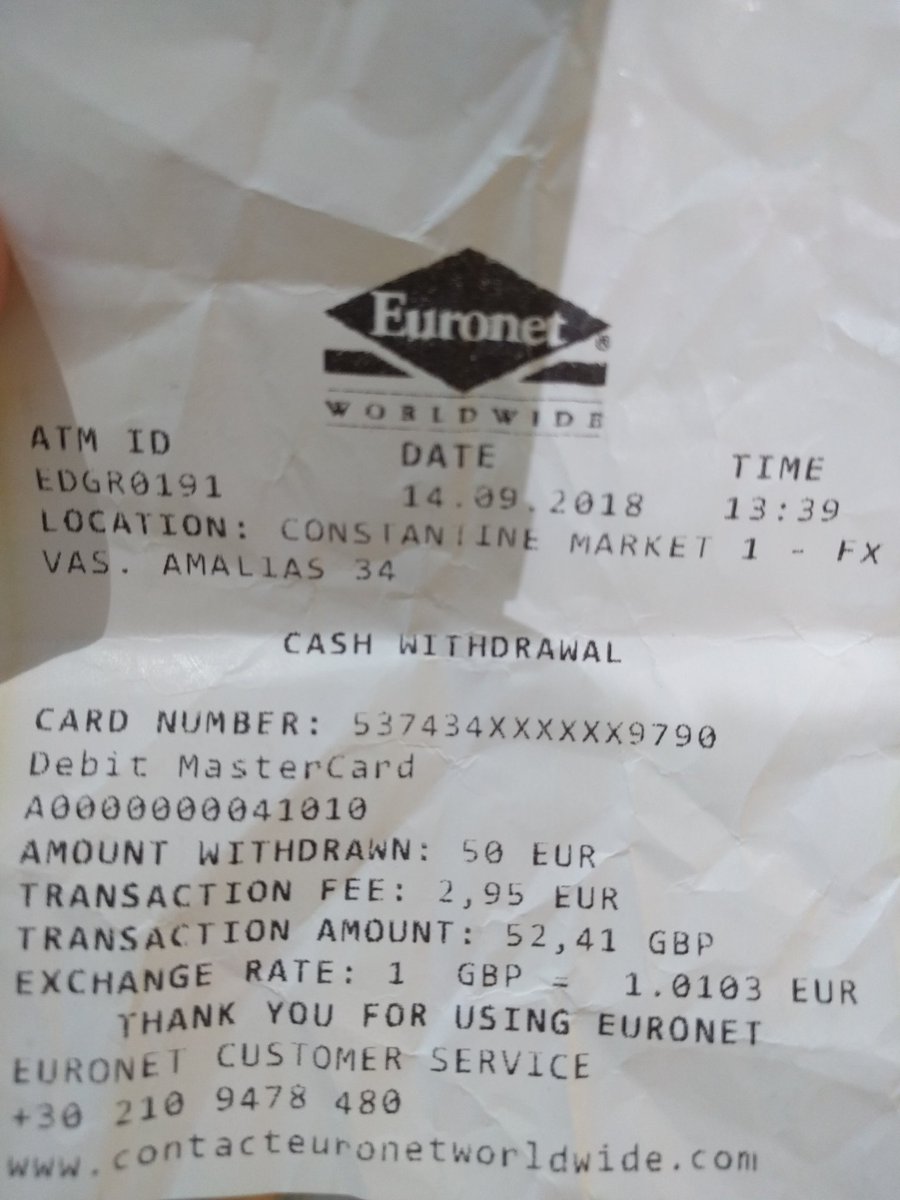 Euronet®
WORLDWIDE
ATM ID DATE TIME
EDGR0191 14.09.2018 13:39
LOCATION: CONSTANTINE MARKET 1 - FX
VAS. AMALIAS 34
CASH WITHDRAWAL
CARD NUMBER: 537434XXXXXX9790
Debit MasterCard
A0000000041010
AMOUNT WITHDRAWN: 50 EUR
TRANSACTION FEE: 2,95 EUR
TRANSACTION AMOUNT: 52,41 GBP
EXCHANGE RATE: 1 GBP = 1.0103 EUR
THANK YOU FOR USING EURONET
EURONET CUSTOMER SERVICE
+30 210 9478 480
www.contacteuronetworldwide.com